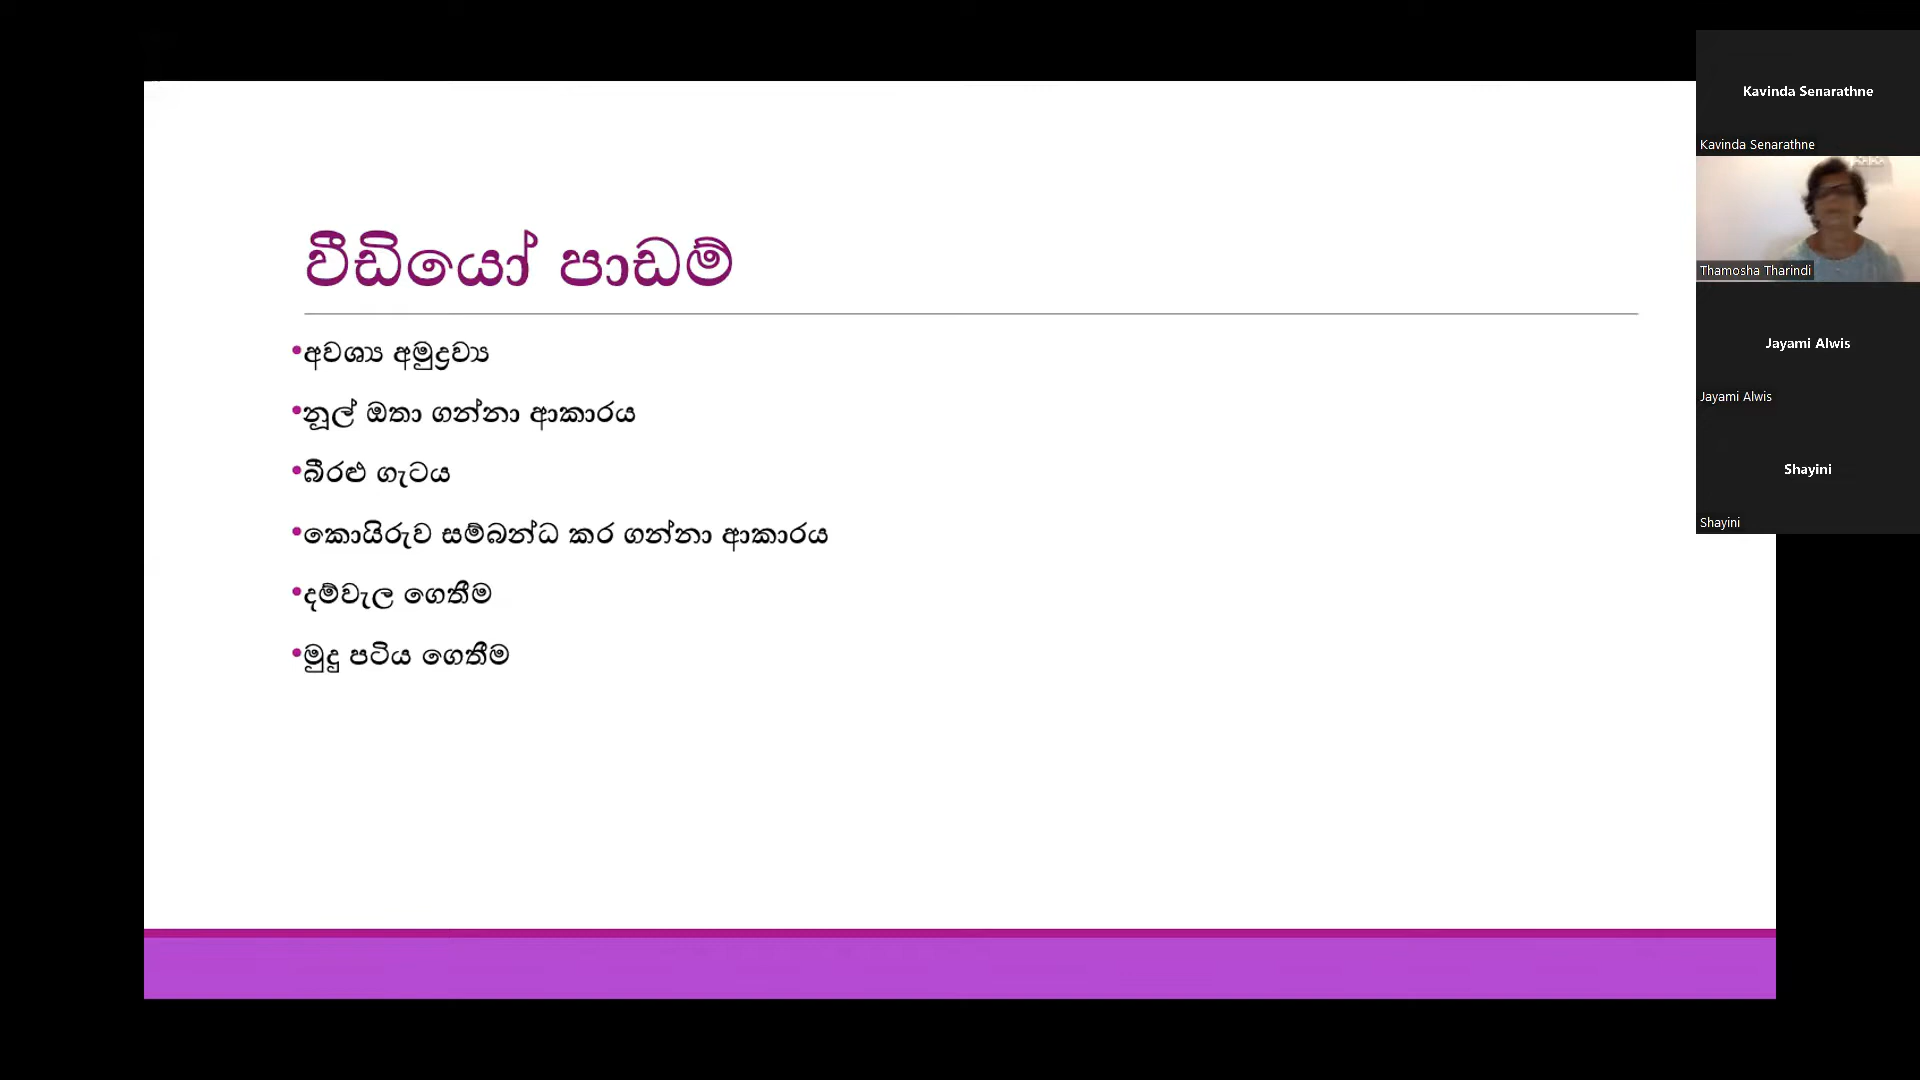 වීඩියෝ පාඩම්
•අවශ්‍ය අමුද්‍රව්‍ය
•නූල් ඔතා ගන්නා ආකාරය
•බීරළු ගැටය
•කොයිරුව සම්බන්ධ කර ගන්නා ආකාරය
•දම්වැල ගෙතීම
•මුදු පටිය ගෙතීම
Kavinda Senarathne
Kavinda Senarathne
Thamosha Tharindi
Jayami Alwis
Jayami Alwis
Shayini
Shayini